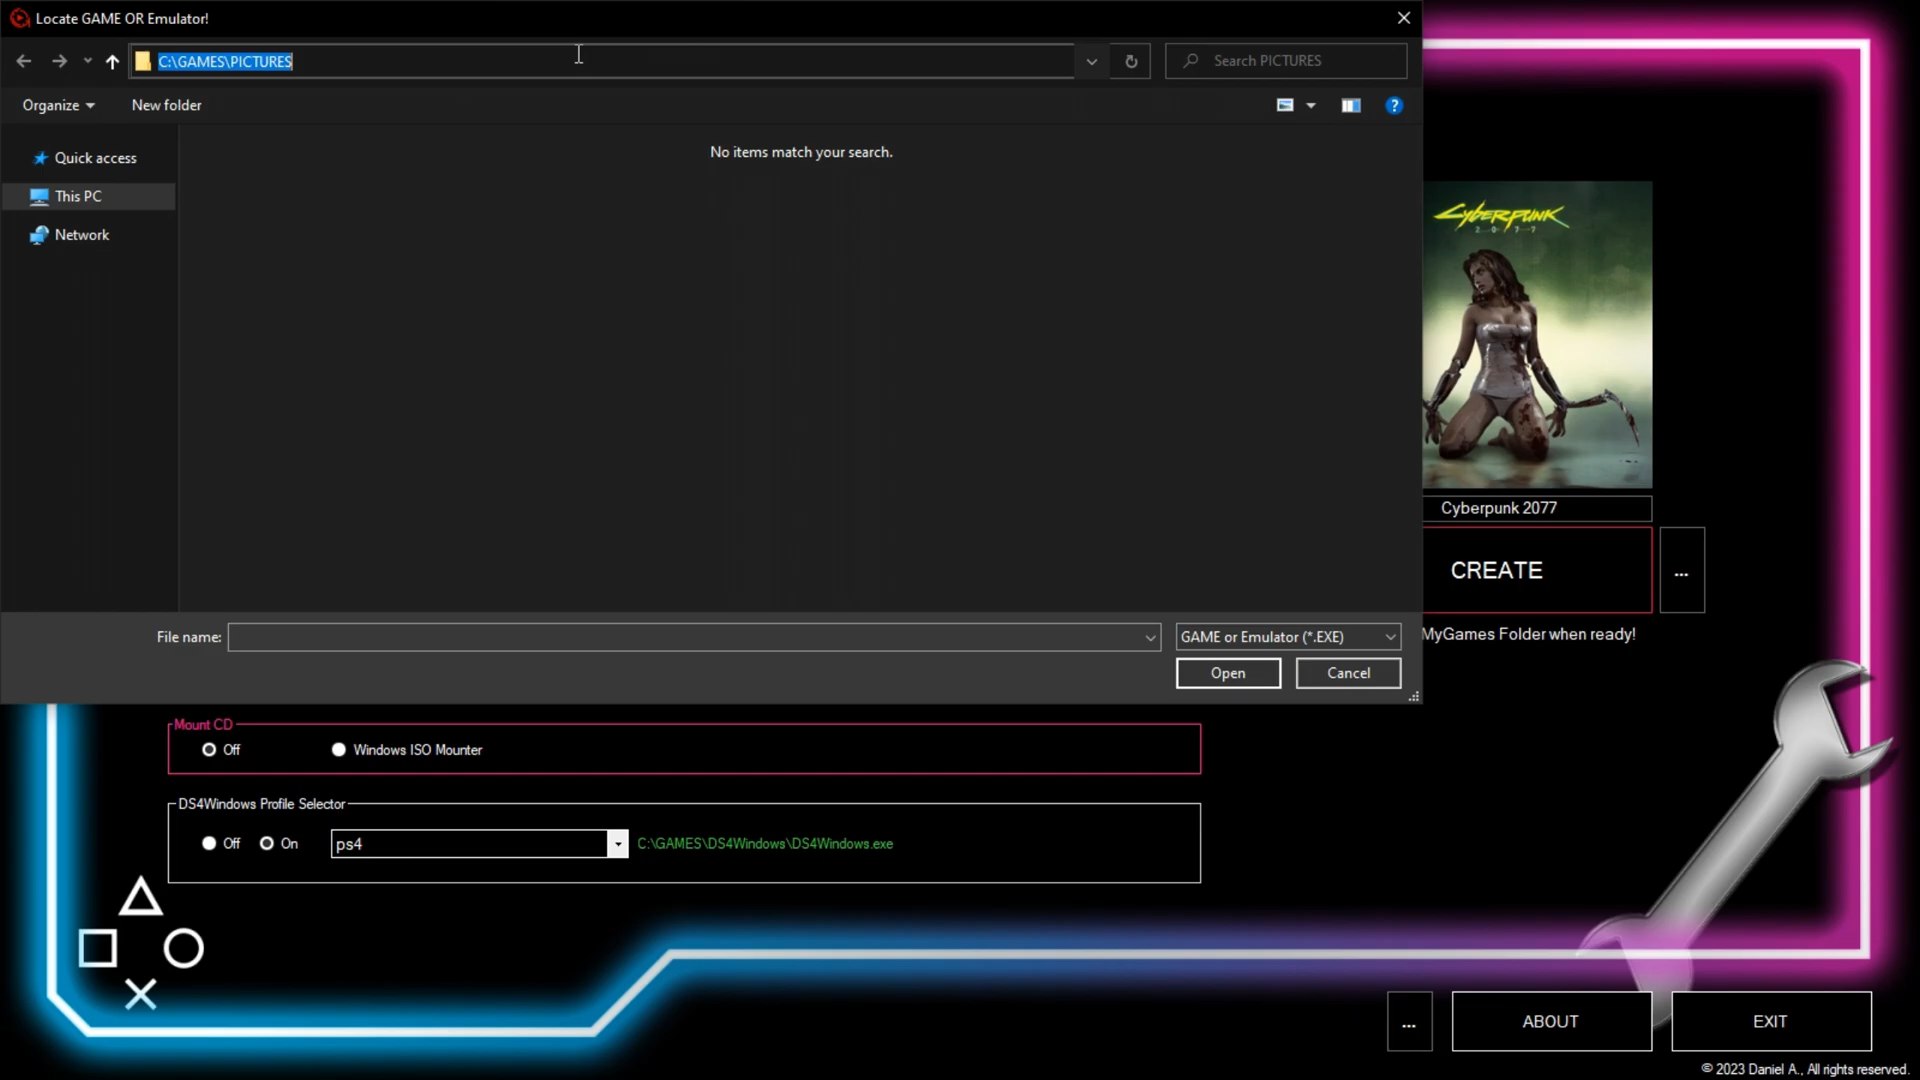 Locate GAME OR Emulator!
C:\GAMES\PICTURES
Search PICTURES
Organize
New folder
Quick access
This PC
Network
No items match your search.
File name:
GAME or Emulator (*.EXE)
Open
Cancel
CYBERPUNK
2077
Cyberpunk 2077
CREATE
...
MyGames Folder when ready!
Mount CD
Off
Windows ISO Mounter
DS4Windows Profile Selector
Off
On
ps4
C:\GAMES\DS4Windows\DS4Windows.exe
...
ABOUT
EXIT
© 2023 Daniel A., All rights reserved.